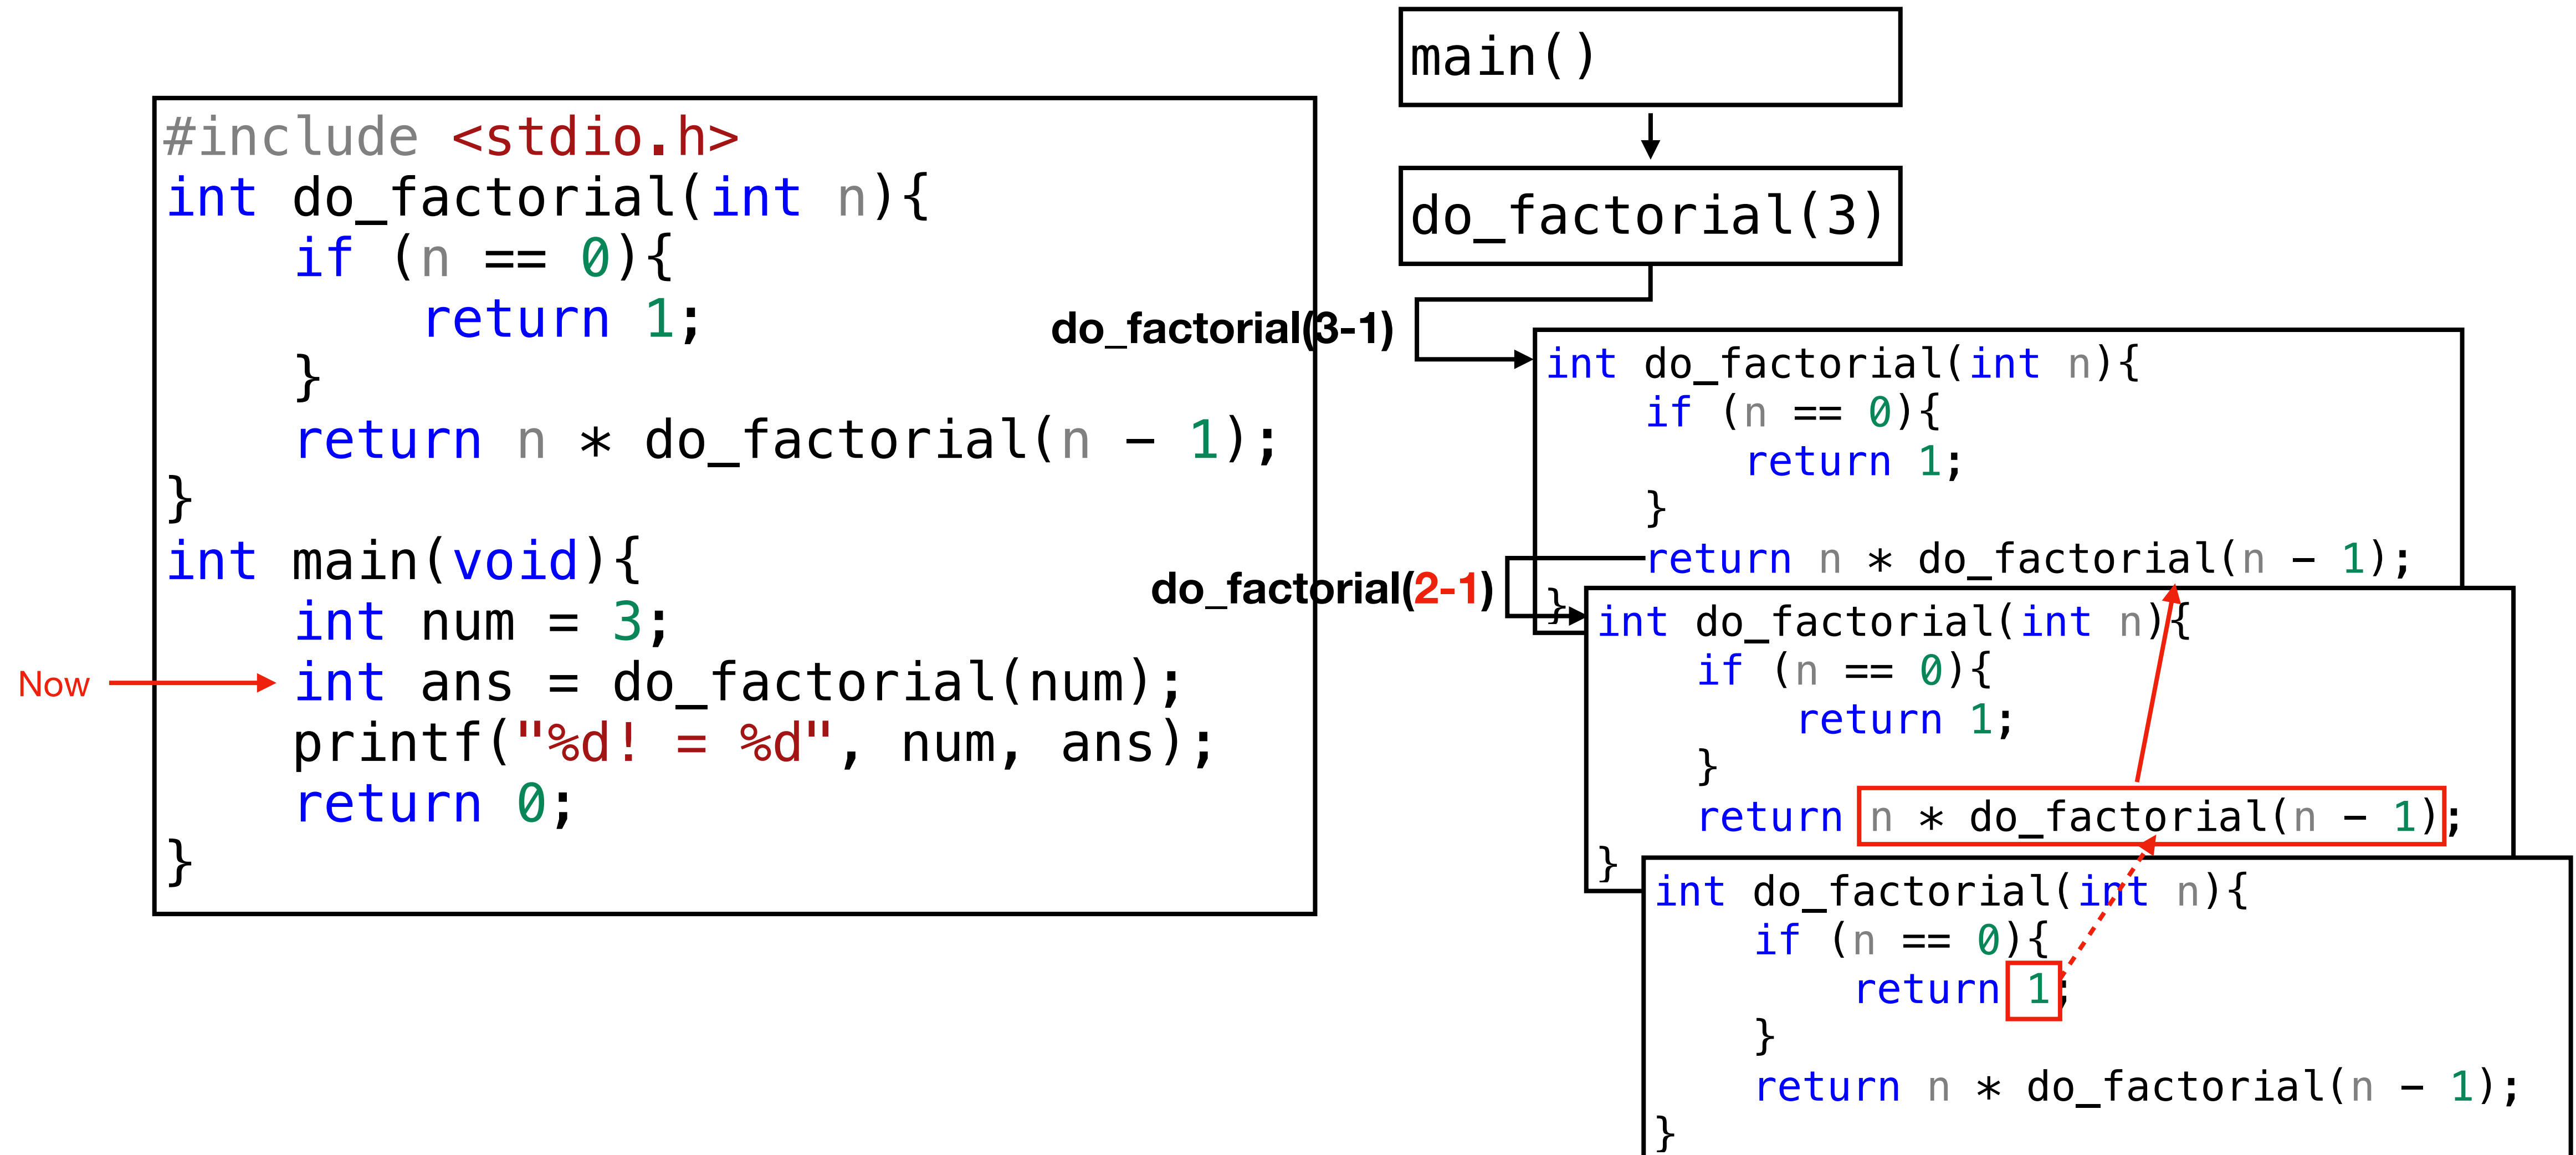 #include <stdio.h>
int do_factorial(int n){
if (n == 0){
return 1;
}
return n * do_factorial(n - 1);
}
int main(void){
int num = 3;
int ans = do_factorial(num);
printf("%d! = %d", num, ans);
return 0;
}
Now
main()
do_factorial(3)
do_factorial(3-1)
int do_factorial(int n){
if (n == 0){
return 1;
}
return n * do_factorial(n - 1);
}
do_factorial(2-1)
int do_factorial(int n){
if (n == 0){
return 1;
}
return n * do_factorial(n - 1);
}
int do_factorial(int n){
if (n == 0){
return 1;
}
return n * do_factorial(n - 1);
}